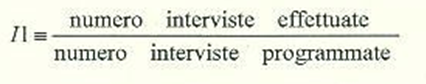 I1 ≡ numero interviste effettuate
numero interviste programmate